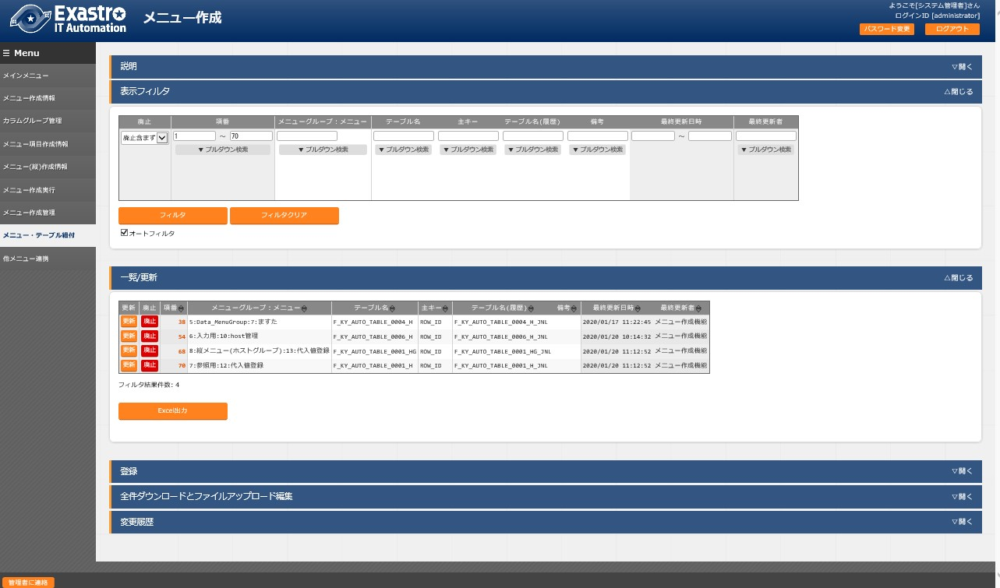 Exastro
IT Automation
メニュー作成
ようこそ[システム管理者]さん
ログインID [administrator]
パスワード変更 ログアウト
☰ Menu
メインメニュー
メニュー作成情報
カラムグループ管理
メニュー項目作成情報
メニュー(縦)作成情報
メニュー作成実行
メニュー作成管理
メニュー・テーブル紐付
他メニュー連携
説明 ▽開く
表示フィルタ △閉じる
廃止 項番 メニューグループ：メニュー テーブル名 主キー テーブル名(履歴) 備考 最終更新日時 最終更新者
廃止含まず 1 ～ 70 ～
▼ プルダウン検索 ▼ プルダウン検索 ▼ プルダウン検索 ▼ プルダウン検索 ▼ プルダウン検索 ▼ プルダウン検索 ▼ プルダウン検索
フィルタ フィルタクリア
オートフィルタ
一覧/更新 △閉じる
更新 廃止 項番 メニューグループ：メニュー テーブル名 主キー テーブル名(履歴) 備考 最終更新日時 最終更新者
更新 廃止 38 5:Data_MenuGroup:7:ますた F_KY_AUTO_TABLE_0004_H ROW_ID F_KY_AUTO_TABLE_0004_H_JNL 2020/01/17 11:22:45 メニュー作成機能
更新 廃止 54 6:入力用:10:host管理 F_KY_AUTO_TABLE_0006_H ROW_ID F_KY_AUTO_TABLE_0006_H_JNL 2020/01/20 10:14:32 メニュー作成機能
更新 廃止 68 8:縦メニュー(ホストグループ):13:代入値登録 F_KY_AUTO_TABLE_0001_HG ROW_ID F_KY_AUTO_TABLE_0001_HG_JNL 2020/01/20 11:12:52 メニュー作成機能
更新 廃止 70 7:参照用:12:代入値登録 F_KY_AUTO_TABLE_0001_H ROW_ID F_KY_AUTO_TABLE_0001_H_JNL 2020/01/20 11:12:52 メニュー作成機能
フィルタ結果件数: 4
Excel出力
登録 ▽開く
全件ダウンロードとファイルアップロード編集 ▽開く
変更履歴 ▽開く
管理者に連絡